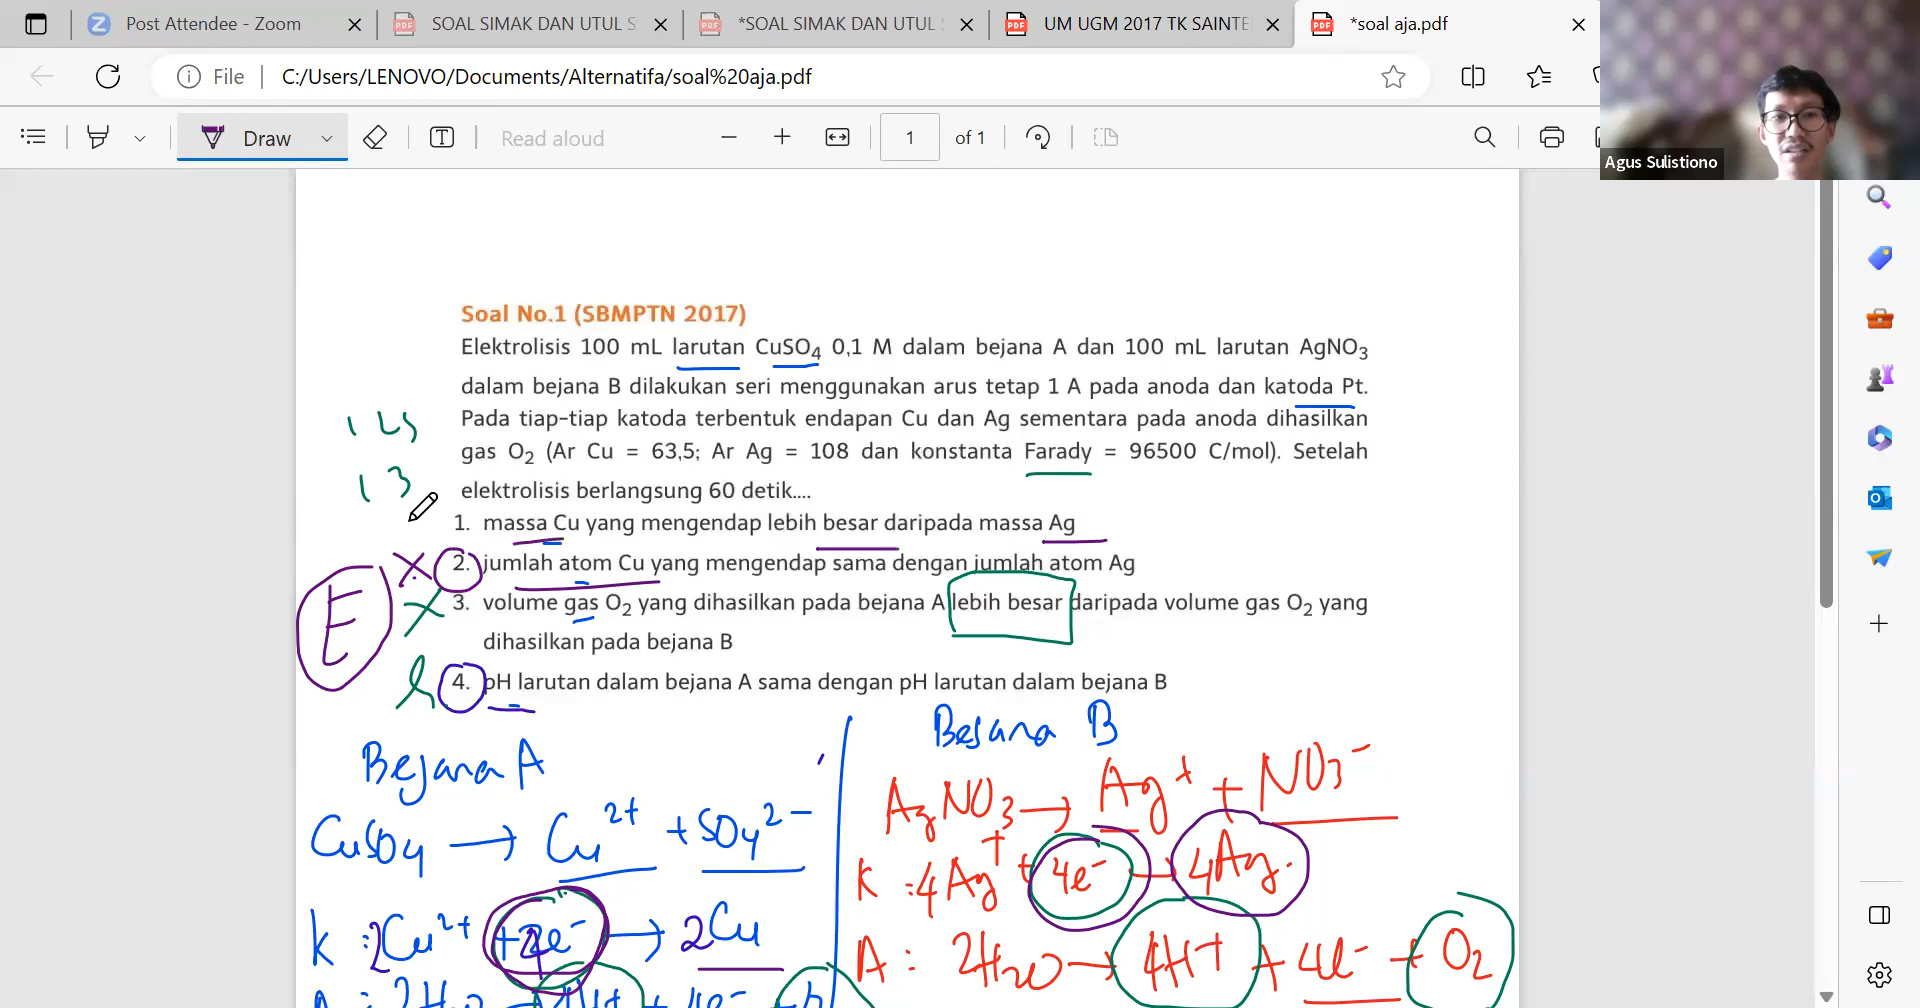 Post Attendee - Zoom
SOAL SIMAK DAN UTUL S
*SOAL SIMAK DAN UTUL S
UM UGM 2017 TK SAINTE
*soal aja.pdf
File
C:/Users/LENOVO/Documents/Alternatifa/soal%20aja.pdf
Draw
Read aloud
1
of 1
Agus Sulistiono
Soal No.1 (SBMPTN 2017)
Elektrolisis 100 mL larutan CuSO4 0,1 M dalam bejana A dan 100 mL larutan AgNO3
dalam bejana B dilakukan seri menggunakan arus tetap 1 A pada anoda dan katoda Pt.
Pada tiap-tiap katoda terbentuk endapan Cu dan Ag sementara pada anoda dihasilkan
gas O2 (Ar Cu = 63,5; Ar Ag = 108 dan konstanta Farady = 96500 C/mol). Setelah
elektrolisis berlangsung 60 detik....
1. massa Cu yang mengendap lebih besar daripada massa Ag
2. jumlah atom Cu yang mengendap sama dengan jumlah atom Ag
3. volume gas O2 yang dihasilkan pada bejana A lebih besar daripada volume gas O2 yang
dihasilkan pada bejana B
4. pH larutan dalam bejana A sama dengan pH larutan dalam bejana B
13
E
Bejana A
CuSO4 → Cu2+ + SO42-
K : 2Cu2+ e- → 2Cu
Bejana B
AgNO3 → Ag+ + NO3-
K : 4Ag+ + 4e- → 4Ag
A : 2H2O → 4H+ + 4e- + O2